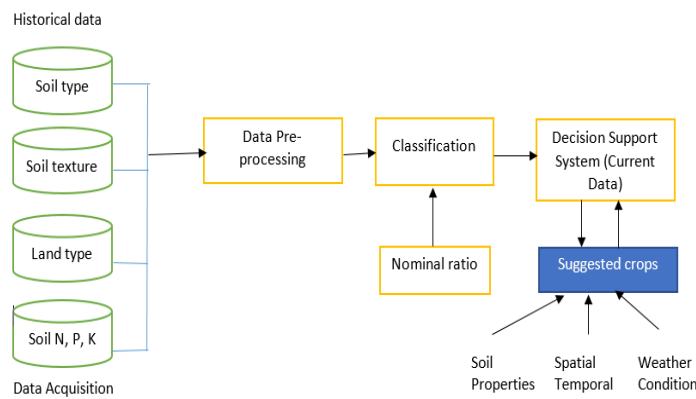 Historical data
Soil type
Soil texture
Land type
Soil N, P, K
Data Acquisition
Data Pre-
processing
Classification
Nominal ratio
Decision Support
System (Current
Data)
Suggested crops
Soil
Properties
Spatial
Temporal
Weather
Condition